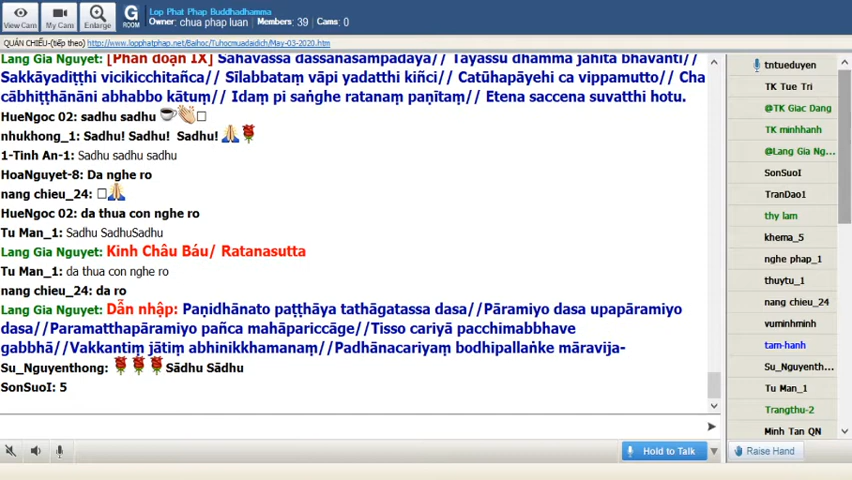 View Cam
My Cam
Enlarge
G
ROOM
Lop Phat Phap Buddhadhamma
Owner: chua phap luan Members: 39 Cams: 0
QUÁN CHIẾU-(tiếp theo) http://www.lopphatphap.net/Baihoc/Tuhocmuadaidich/May-03-2020.htm
Lang Gia Nguyet: [Phân đoạn IX] Sahāvassa dassanasampadāya// Tayassu dhammā jahitā bhavanti//
Sakkāyadiṭṭhi vicikicchitañca// Sīlabbataṁ vāpi yadatthi kiñci// Catūhapāyehi ca vippamutto// Cha
cābhiṭṭhānāni abhabbo kātuṃ// Idaṃ pi saṅghe ratanaṃ paṇītaṃ// Etena saccena suvatthi hotu.
HueNgoc 02: sadhu sadhu
nhukhong_1: Sadhu! Sadhu! Sadhu!
1-Tinh An-1: Sadhu sadhu sadhu
HoaNguyet-8: Da nghe ro
nang chieu_24:
HueNgoc 02: da thua con nghe ro
Tu Man_1: Sadhu SadhuSadhu
Lang Gia Nguyet: Kinh Châu Báu/ Ratanasutta
Tu Man_1: da thua con nghe ro
nang chieu_24: da ro
Lang Gia Nguyet: Dẫn nhập: Paṇidhānato paṭṭhāya tathāgatassa dasa//Pāramiyo dasa upapāramiyo
dasa//Paramatthapāramiyo pañca mahāpariccāge//Tisso cariyā pacchimabbhave
gabbhā//Vakkantiṃ jātiṃ abhinikkhamanaṃ//Padhānacariyaṃ bodhipallaṅke māravija-
Su_Nguyenthong: Sādhu Sādhu
SonSuoI: 5
tntueduyen
TK Tue Tri
@TK Giac Dang
TK minhhanh
@Lang Gia Ng...
SonSuoI
TranDao1
thy lam
khema_5
nghe phap_1
thuytu_1
nang chieu_24
vuminhminh
tam-hanh
Su_Nguyenth...
Tu Man_1
Trangthu-2
Minh Tan QN
Hold to Talk
Raise Hand